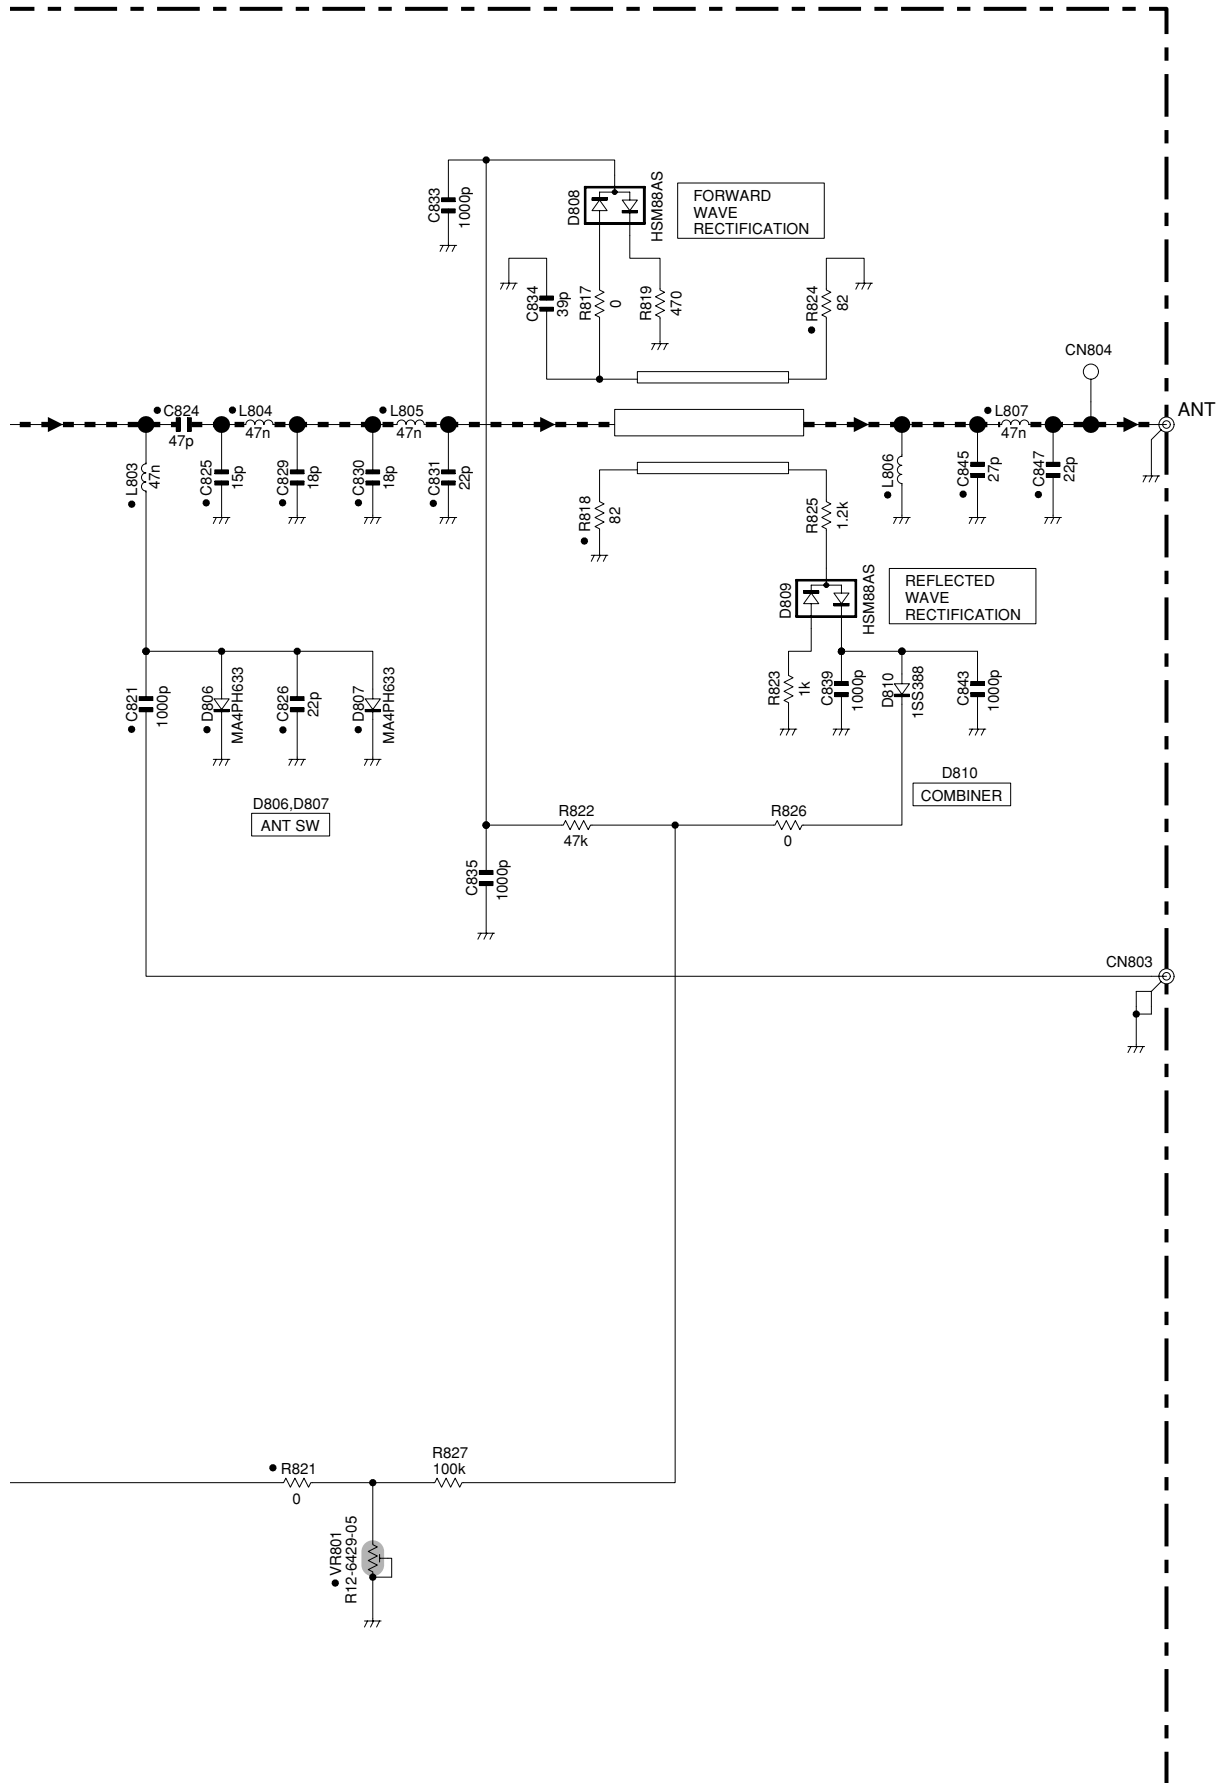 C833
1000p
D808
HSM88AS
FORWARD
WAVE
RECTIFICATION
C834
39p
R817
0
R819
470
R824
82
CN804
ANT
C824
47p
L804
47n
L805
47n
L807
47n
L803
47n
C825
15p
C829
18p
C830
18p
C831
22p
R818
82
R825
1.2k
L806
C845
27p
C847
22p
D809
HSM88AS
REFLECTED
WAVE
RECTIFICATION
C821
1000p
D806
MA4PH633
C826
22p
D807
MA4PH633
R823
1k
C839
1000p
D810
1SS388
C843
1000p
D806,D807
ANT SW
D810
COMBINER
R822
47k
R826
0
C835
1000p
CN803
R821
0
R827
100k
VR801
R12-6429-05